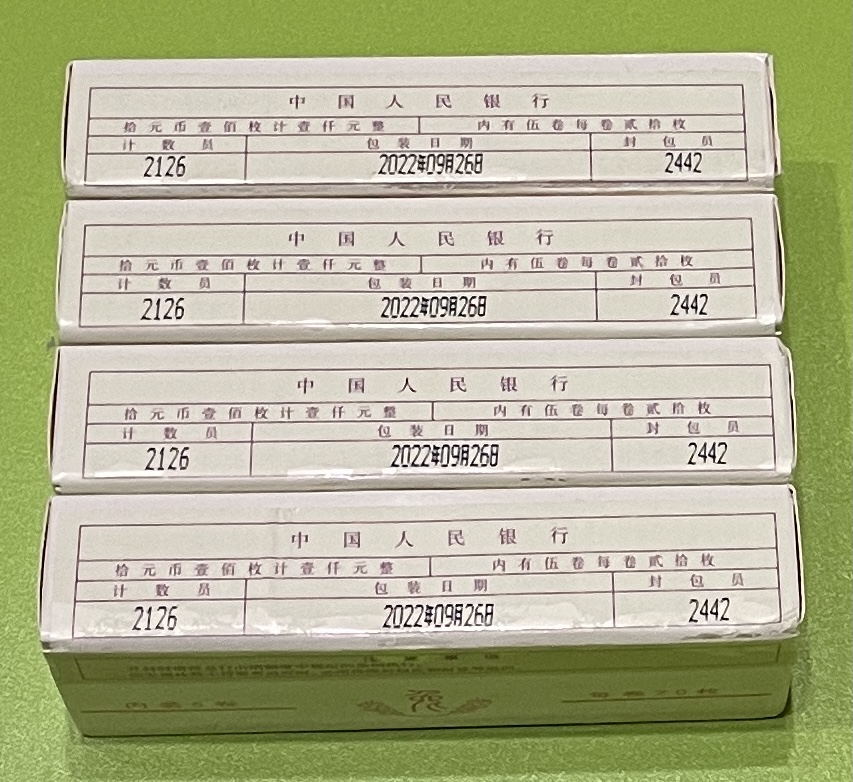 中国人民银行
拾元币壹佰枚计壹仟元整 内有伍卷每卷贰拾枚
计数员 包装日期 封包员
2126 2022年09月26日 2442
中国人民银行
拾元币壹佰枚计壹仟元整 内有伍卷每卷贰拾枚
计数员 包装日期 封包员
2126 2022年09月26日 2442
中国人民银行
拾元币壹佰枚计壹仟元整 内有伍卷每卷贰拾枚
计数员 包装日期 封包员
2126 2022年09月26日 2442
中国人民银行
拾元币壹佰枚计壹仟元整 内有伍卷每卷贰拾枚
计数员 包装日期 封包员
2126 2022年09月26日 2442
内装5卷 每卷20枚